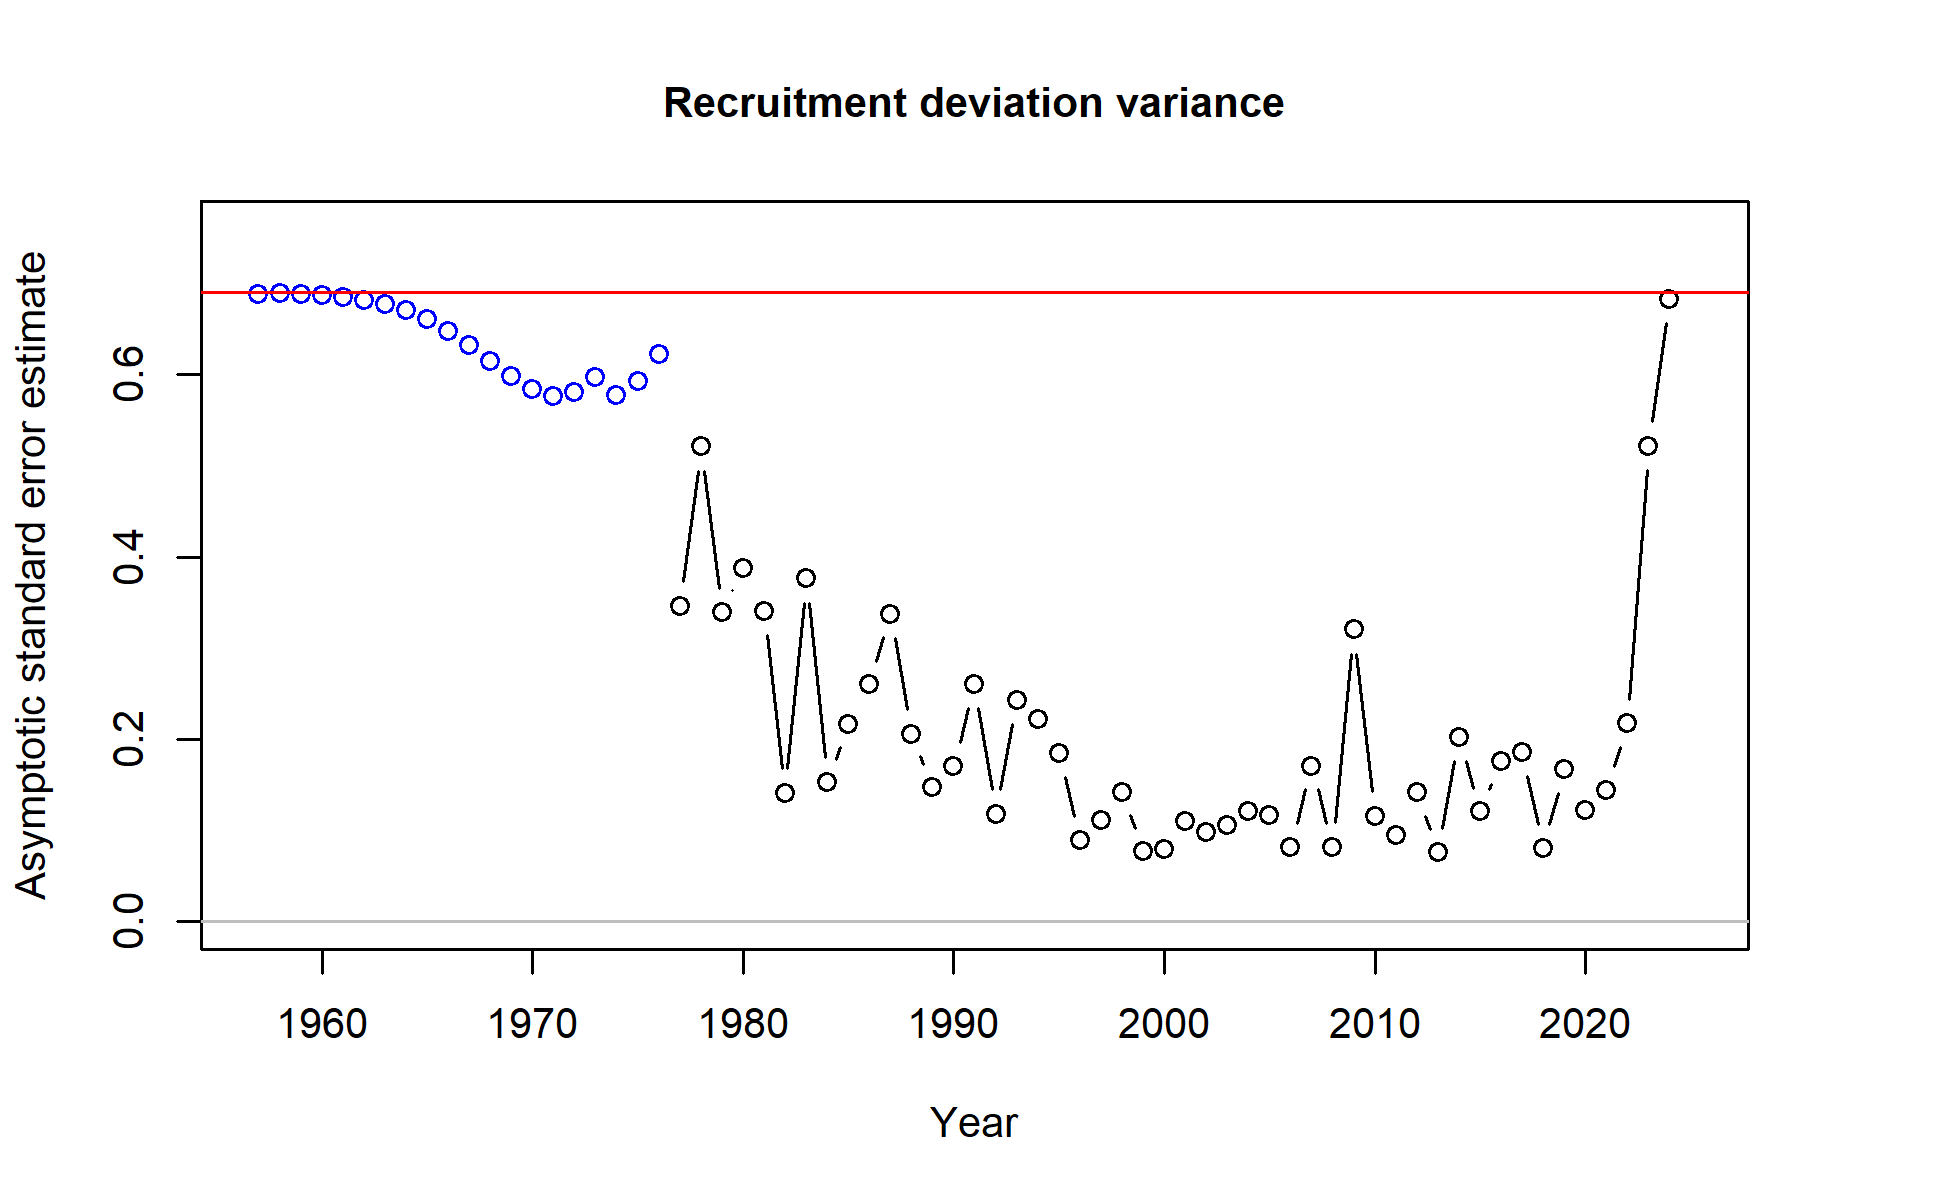 Recruitment deviation variance
Asymptotic standard error estimate
0.6
0.4
0.2
0.0
1960 1970 1980 1990 2000 2010 2020
Year